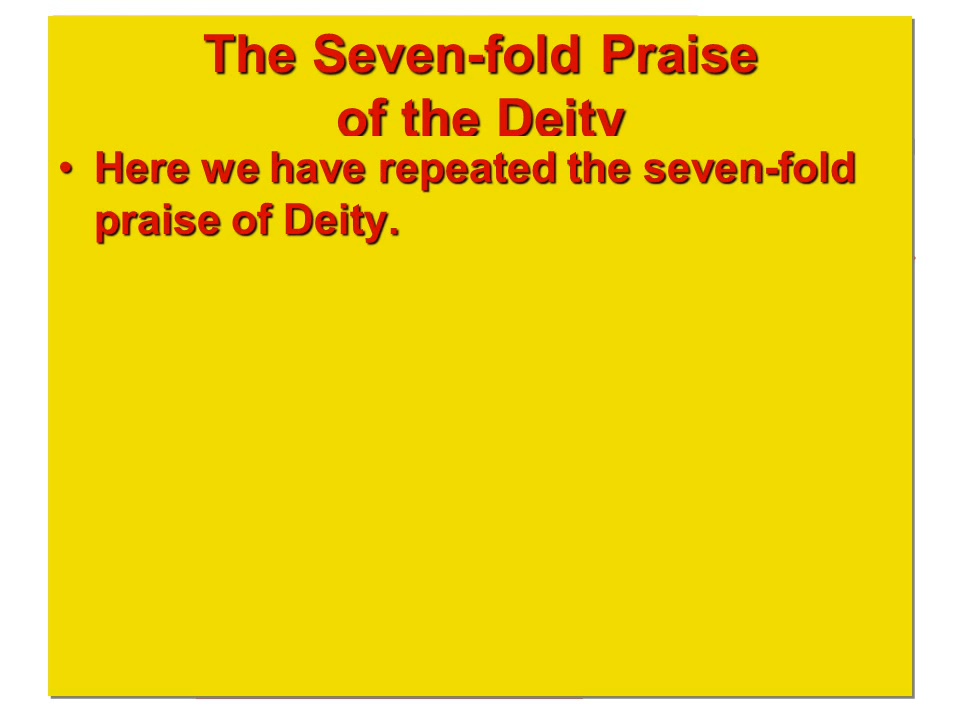 The Seven-fold Praise
of the Deity
• Here we have repeated the seven-fold
praise of Deity.